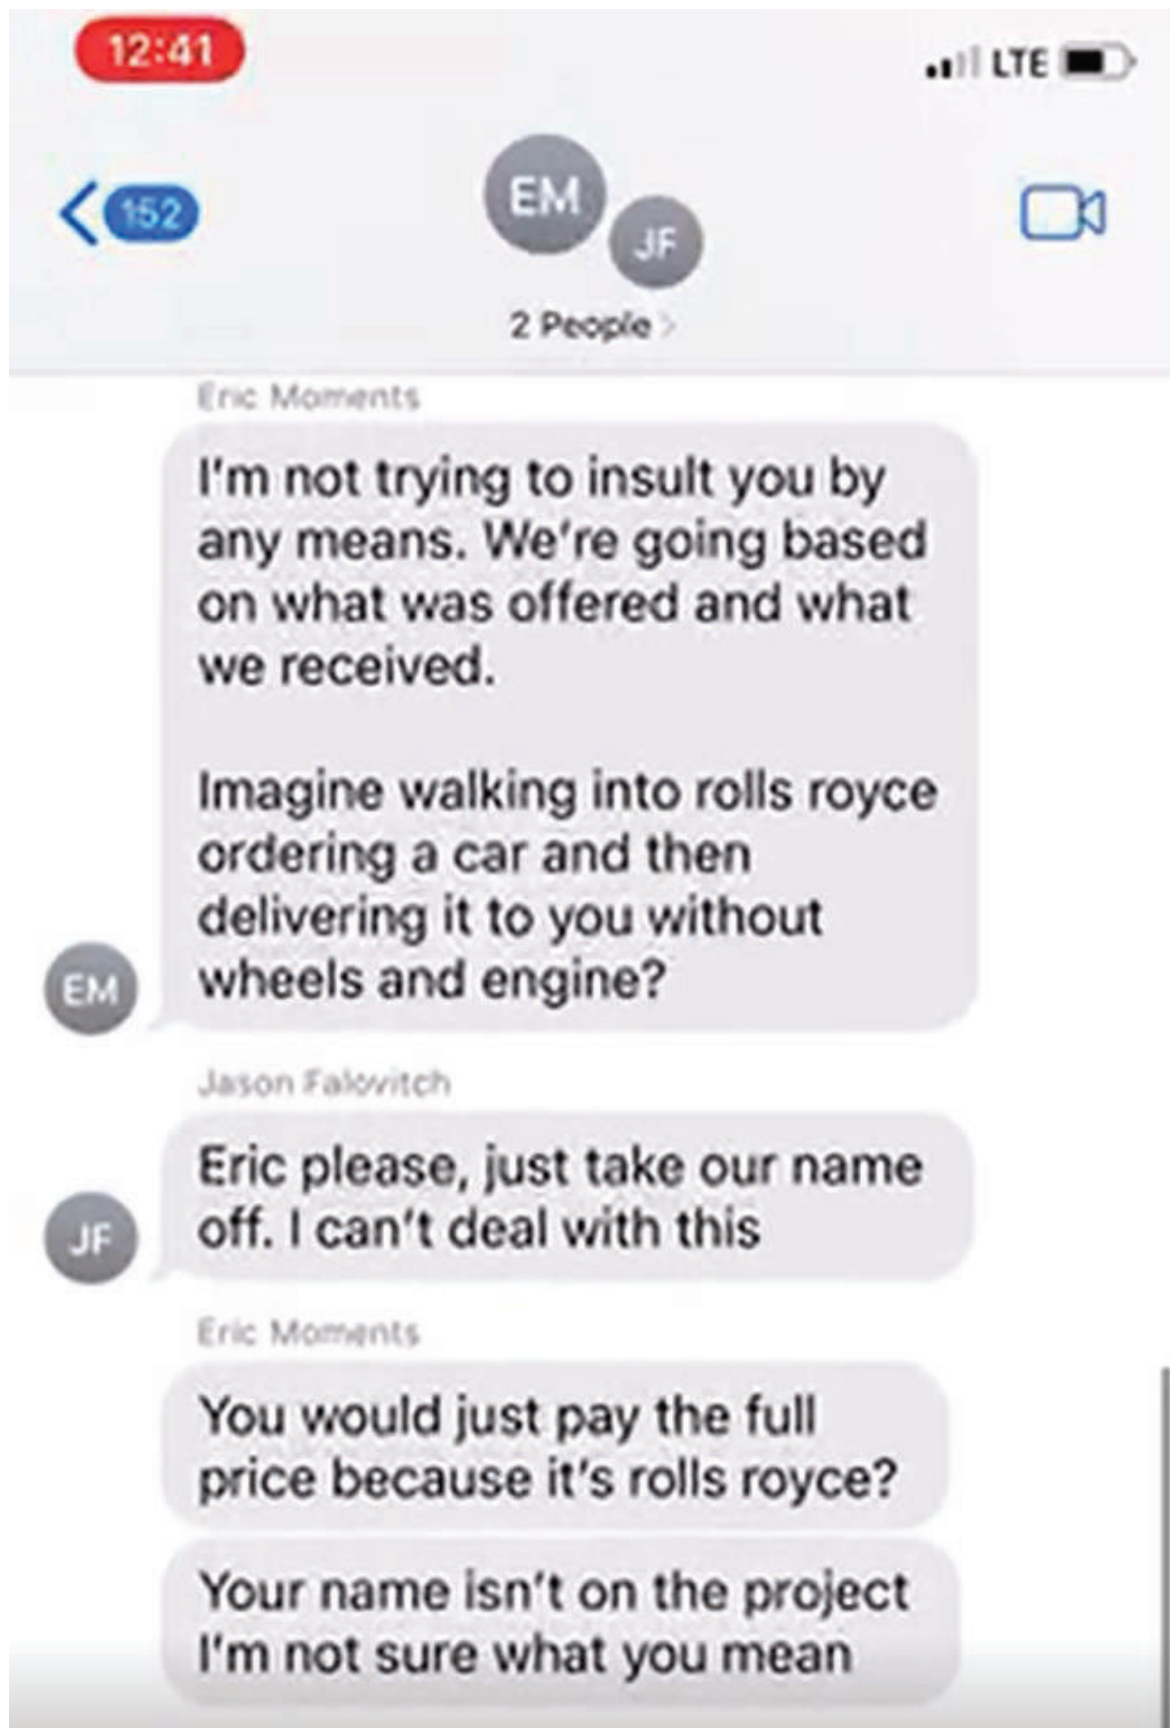 12:41
LTE
152
EM
JF
2 People
Eric Moments
I'm not trying to insult you by
any means. We're going based
on what was offered and what
we received.
Imagine walking into rolls royce
ordering a car and then
delivering it to you without
wheels and engine?
EM
Jason Falovitch
Eric please, just take our name
off. I can't deal with this
JF
Eric Moments
You would just pay the full
price because it's rolls royce?
Your name isn't on the project
I'm not sure what you mean